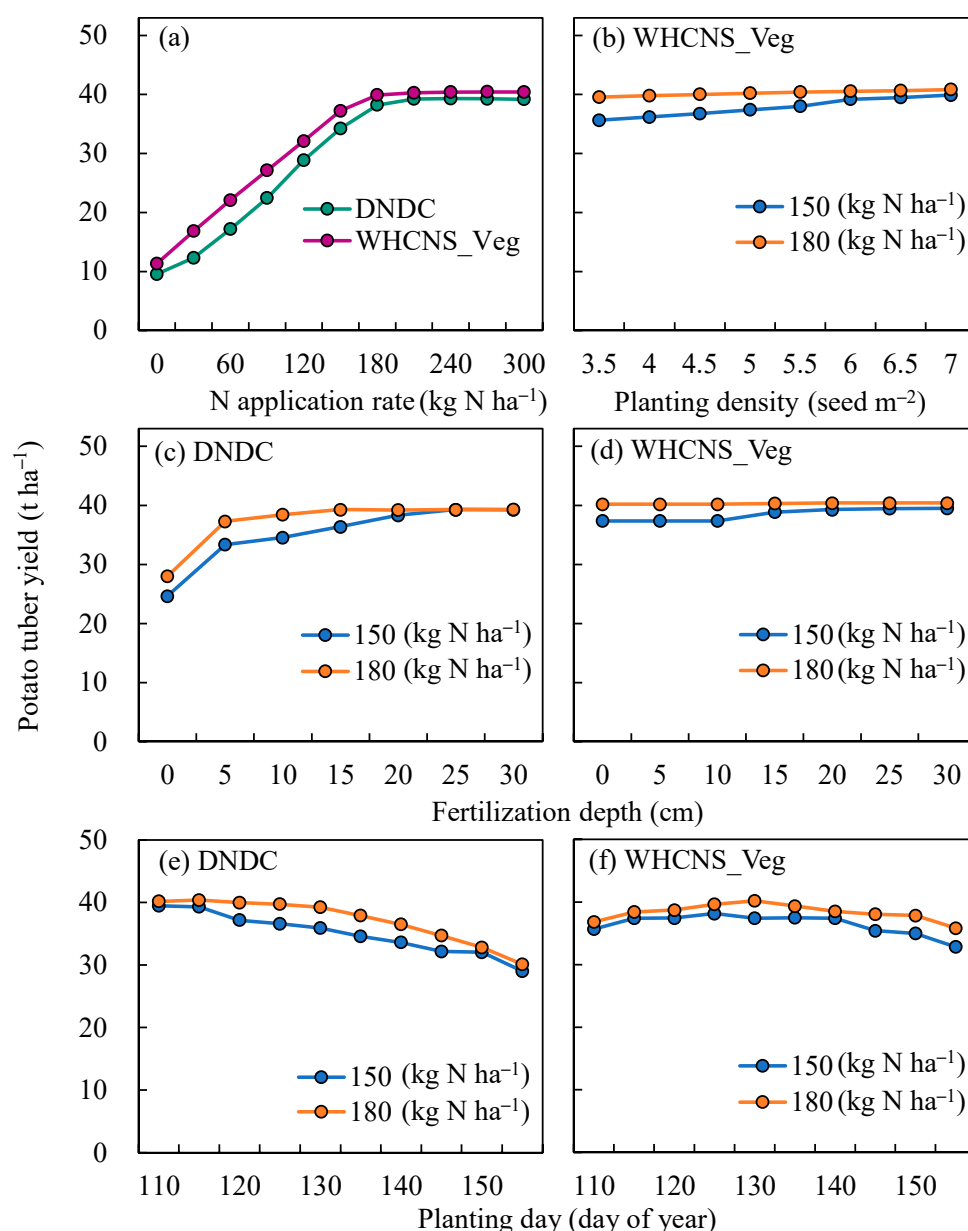 Potato tuber yield (t ha⁻¹)
(a)
50
40
30
20
10
0
DNDC
WHCNS_Veg
0 60 120 180 240 300
N application rate (kg N ha⁻¹)
(b) WHCNS_Veg
150 (kg N ha⁻¹)
180 (kg N ha⁻¹)
3.5 4 4.5 5 5.5 6 6.5 7
Planting density (seed m⁻²)
(c) DNDC
50
40
30
20
10
0
150 (kg N ha⁻¹)
180 (kg N ha⁻¹)
0 5 10 15 20 25 30
(d) WHCNS_Veg
150 (kg N ha⁻¹)
180 (kg N ha⁻¹)
0 5 10 15 20 25 30
Fertilization depth (cm)
(e) DNDC
50
40
30
20
10
0
150 (kg N ha⁻¹)
180 (kg N ha⁻¹)
110 120 130 140 150
(f) WHCNS_Veg
150 (kg N ha⁻¹)
180 (kg N ha⁻¹)
110 120 130 140 150
Planting day (day of year)